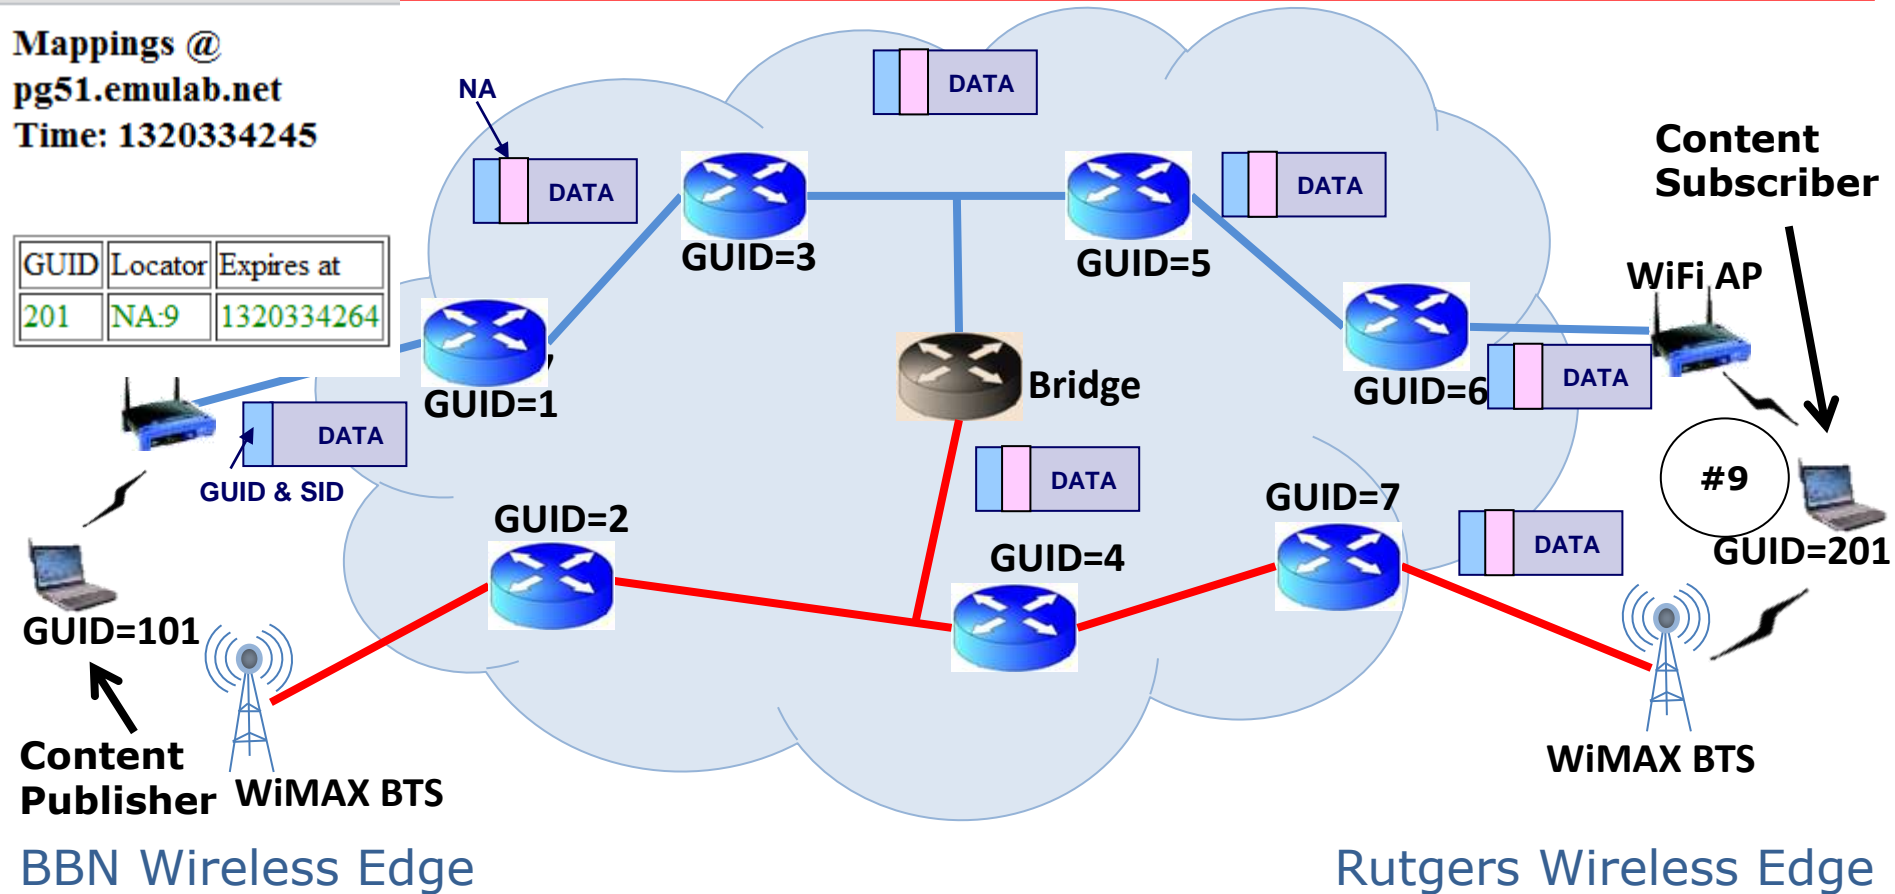 Mappings @
pg51.emulab.net
Time: 1320334245
GUID Locator Expires at
201 NA:9 1320334264
NA
DATA
DATA
DATA
DATA
DATA
DATA
DATA
GUID & SID
GUID=3
GUID=5
GUID=1
Bridge
GUID=6
WiFi AP
Content
Subscriber
#9
GUID=201
GUID=2
GUID=4
GUID=7
DATA
GUID=101
Content
Publisher
WiMAX BTS
WiMAX BTS
BBN Wireless Edge
Rutgers Wireless Edge